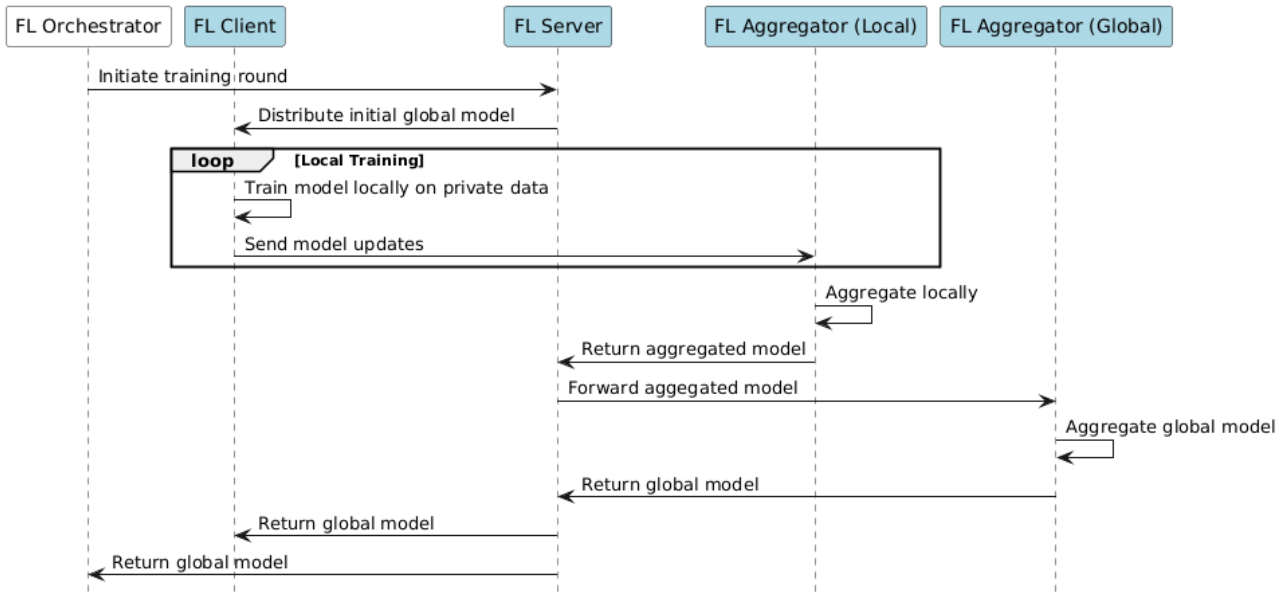 FL Orchestrator
FL Client
FL Server
FL Aggregator (Local)
FL Aggregator (Global)
Initiate training round
Distribute initial global model
loop
[Local Training]
Train model locally on private data
Send model updates
Aggregate locally
Return aggregated model
Forward aggegated model
Aggregate global model
Return global model
Return global model
Return global model